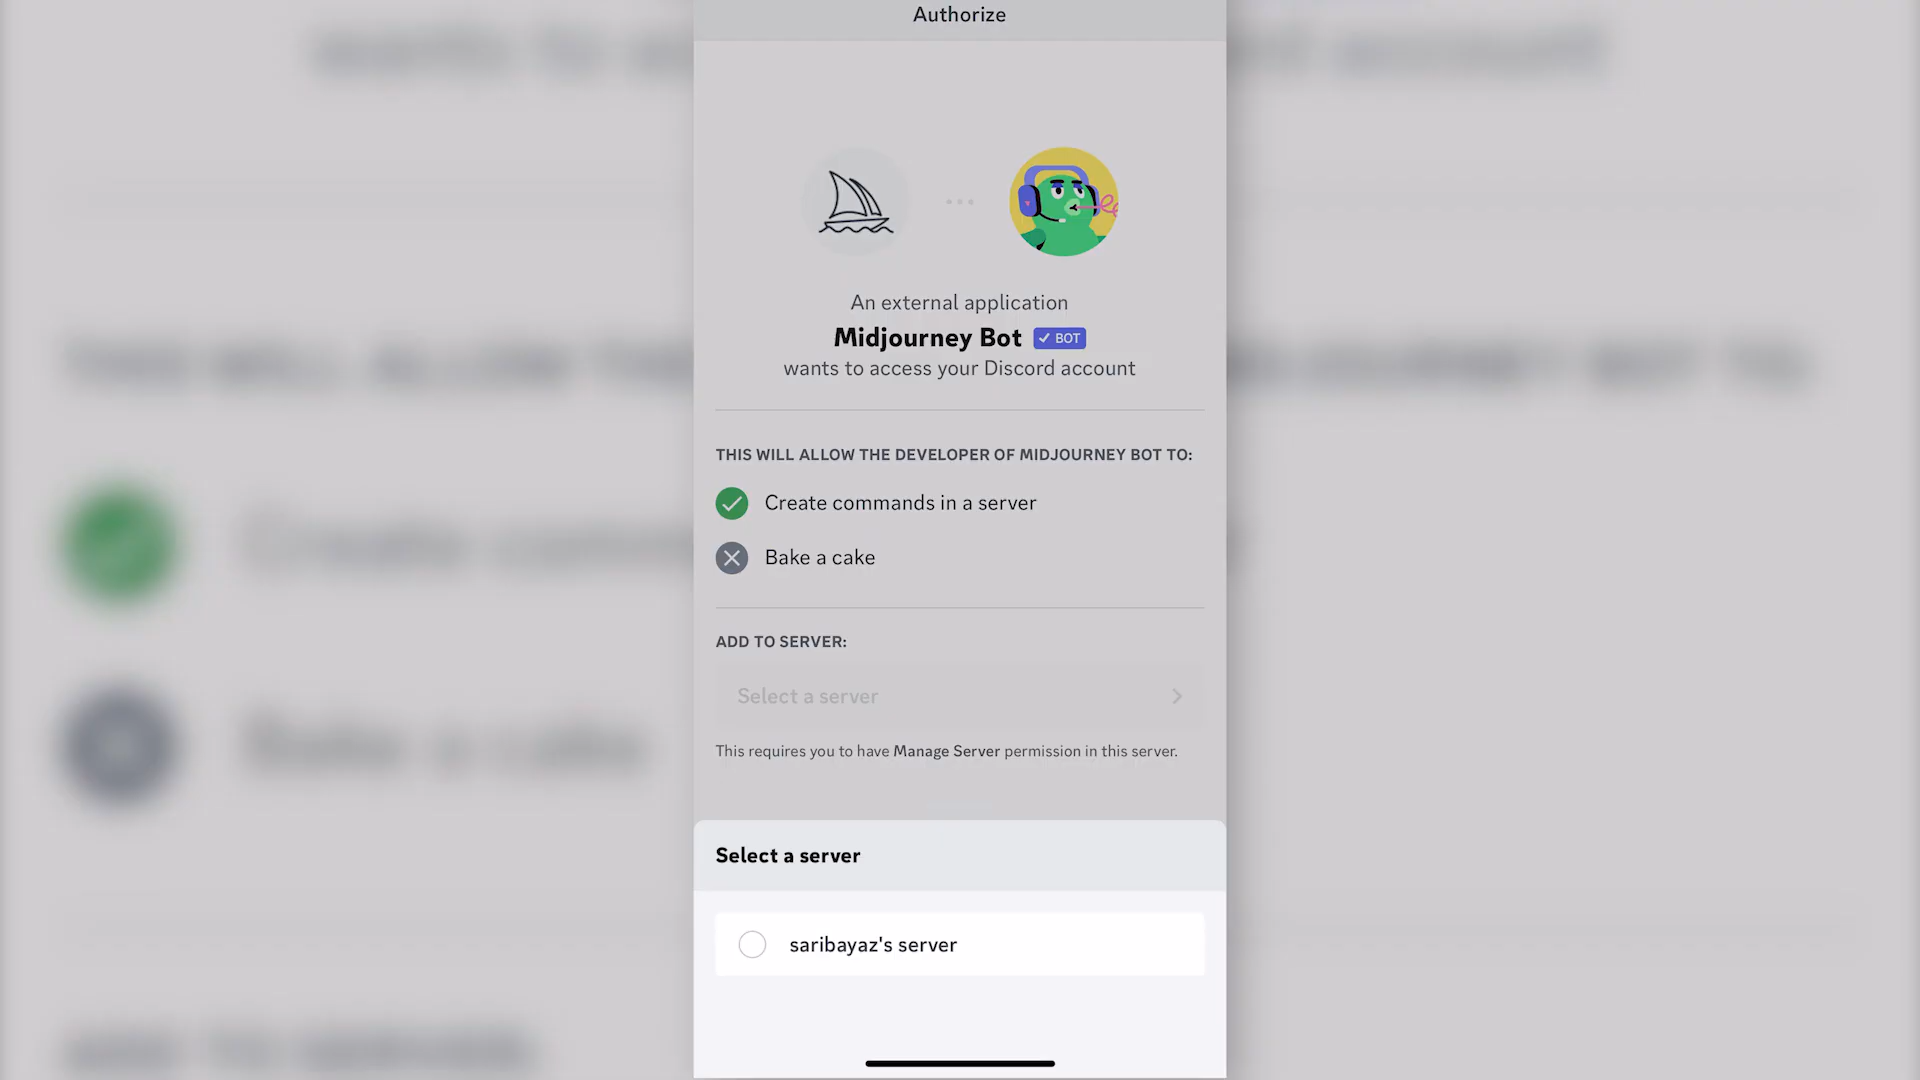 Authorize
An external application
Midjourney Bot BOT
wants to access your Discord account
THIS WILL ALLOW THE DEVELOPER OF MIDJOURNEY BOT TO:
Create commands in a server
Bake a cake
ADD TO SERVER:
Select a server
This requires you to have Manage Server permission in this server.
Select a server
saribayaz's server